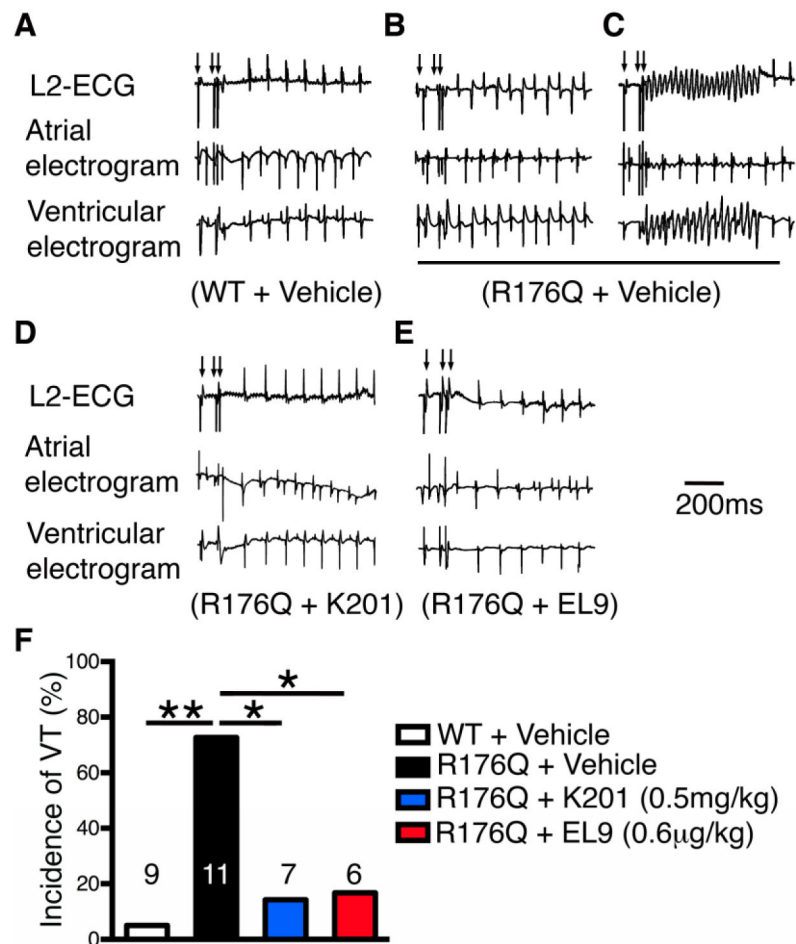 A
B
C
L2-ECG
Atrial
electrogram
Ventricular
electrogram
(WT + Vehicle)
(R176Q + Vehicle)
D
E
L2-ECG
Atrial
electrogram
Ventricular
electrogram
200ms
(R176Q + K201)
(R176Q + EL9)
F
Incidence of VT (%)
100
80
60
40
20
0
** * *
9 11 7 6
WT + Vehicle
R176Q + Vehicle
R176Q + K201 (0.5mg/kg)
R176Q + EL9 (0.6μg/kg)